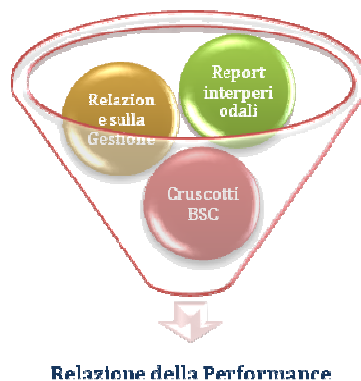 Report
interperi
odali
Relazion
e sulla
Gestione
Cruscotti
BSC
Relazione della Performance